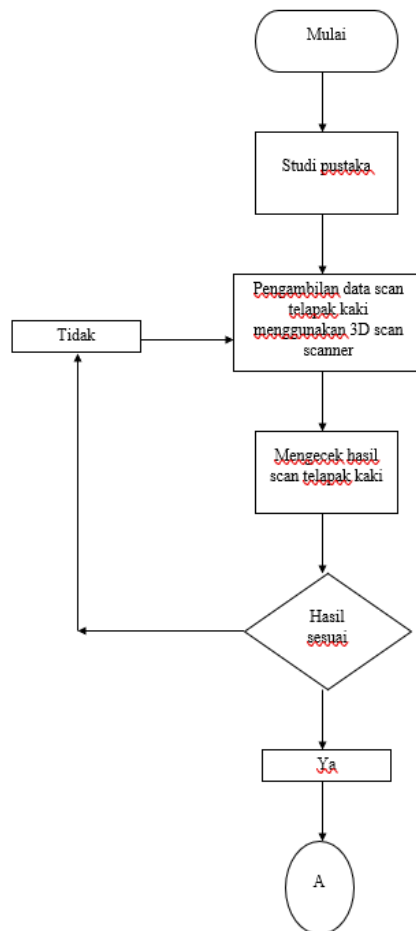 Mulai
Studi pustaka
Pengambilan data scan
telapak kaki
menggunakan 3D scan
scanner
Tidak
Mengecek hasil
scan telapak kaki
Hasil
sesuai
Ya
A